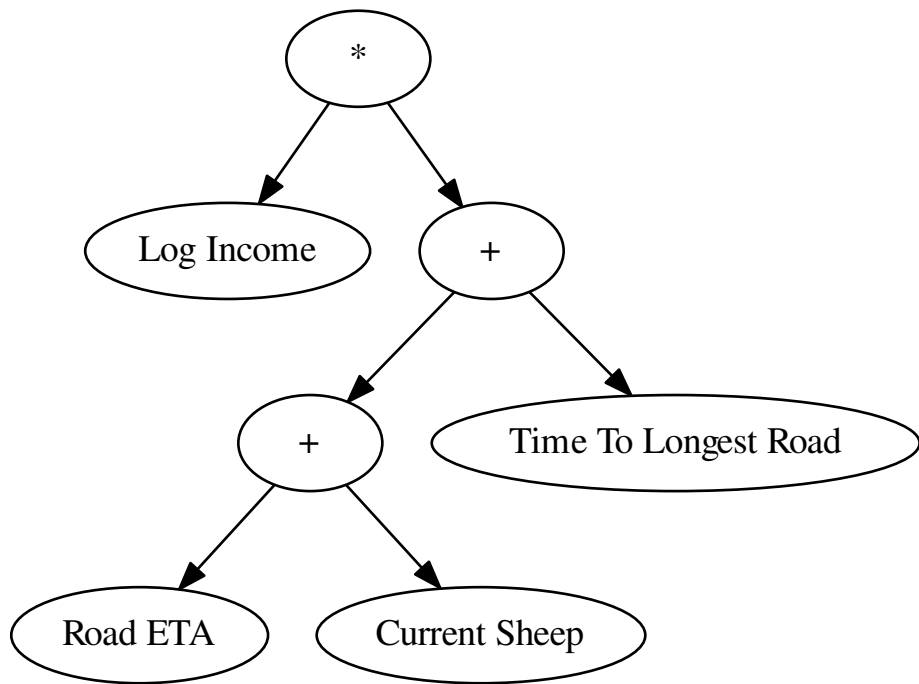 *
Log Income
+
+
Time To Longest Road
Road ETA
Current Sheep